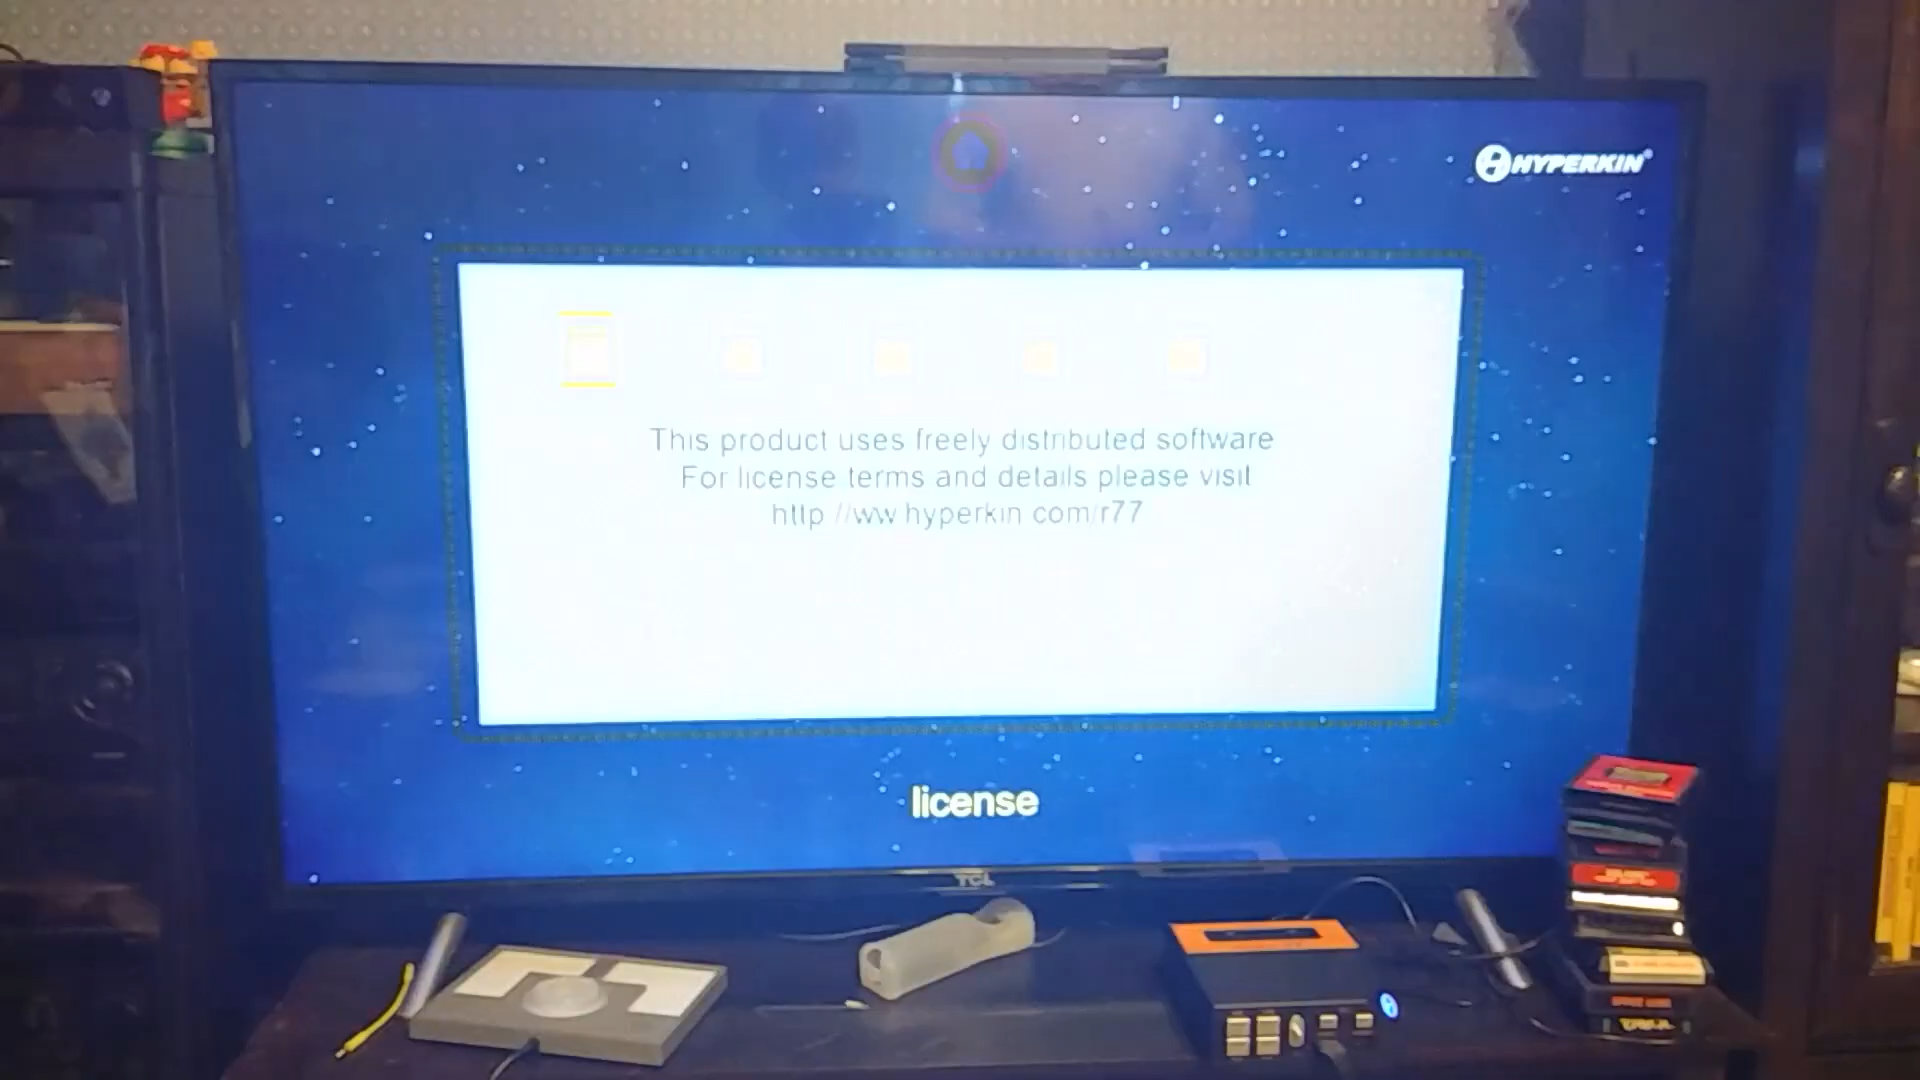 HYPERKIN
This product uses freely distributed software
For license terms and details please visit
http //ww hyperkin com/r77
license
TCL